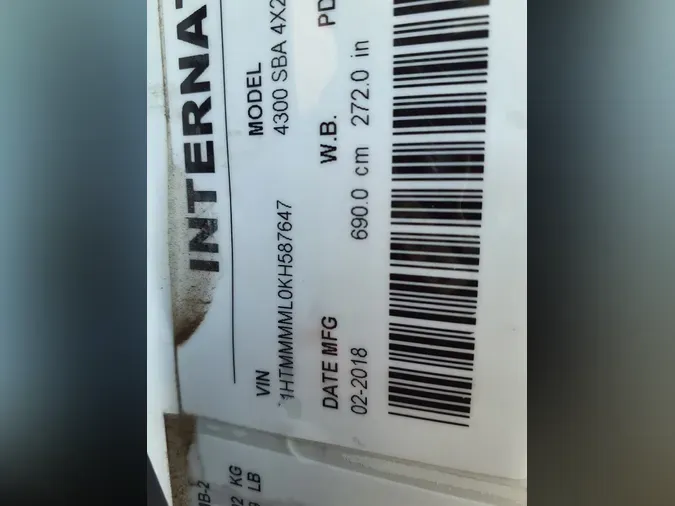 INTERNAT
MODEL
4300 SBA 4X2
VIN
1HTMMMML0KH587647
W.B. PD
690.0 cm 272.0 in
DATE MFG
02-2018
KG
LB